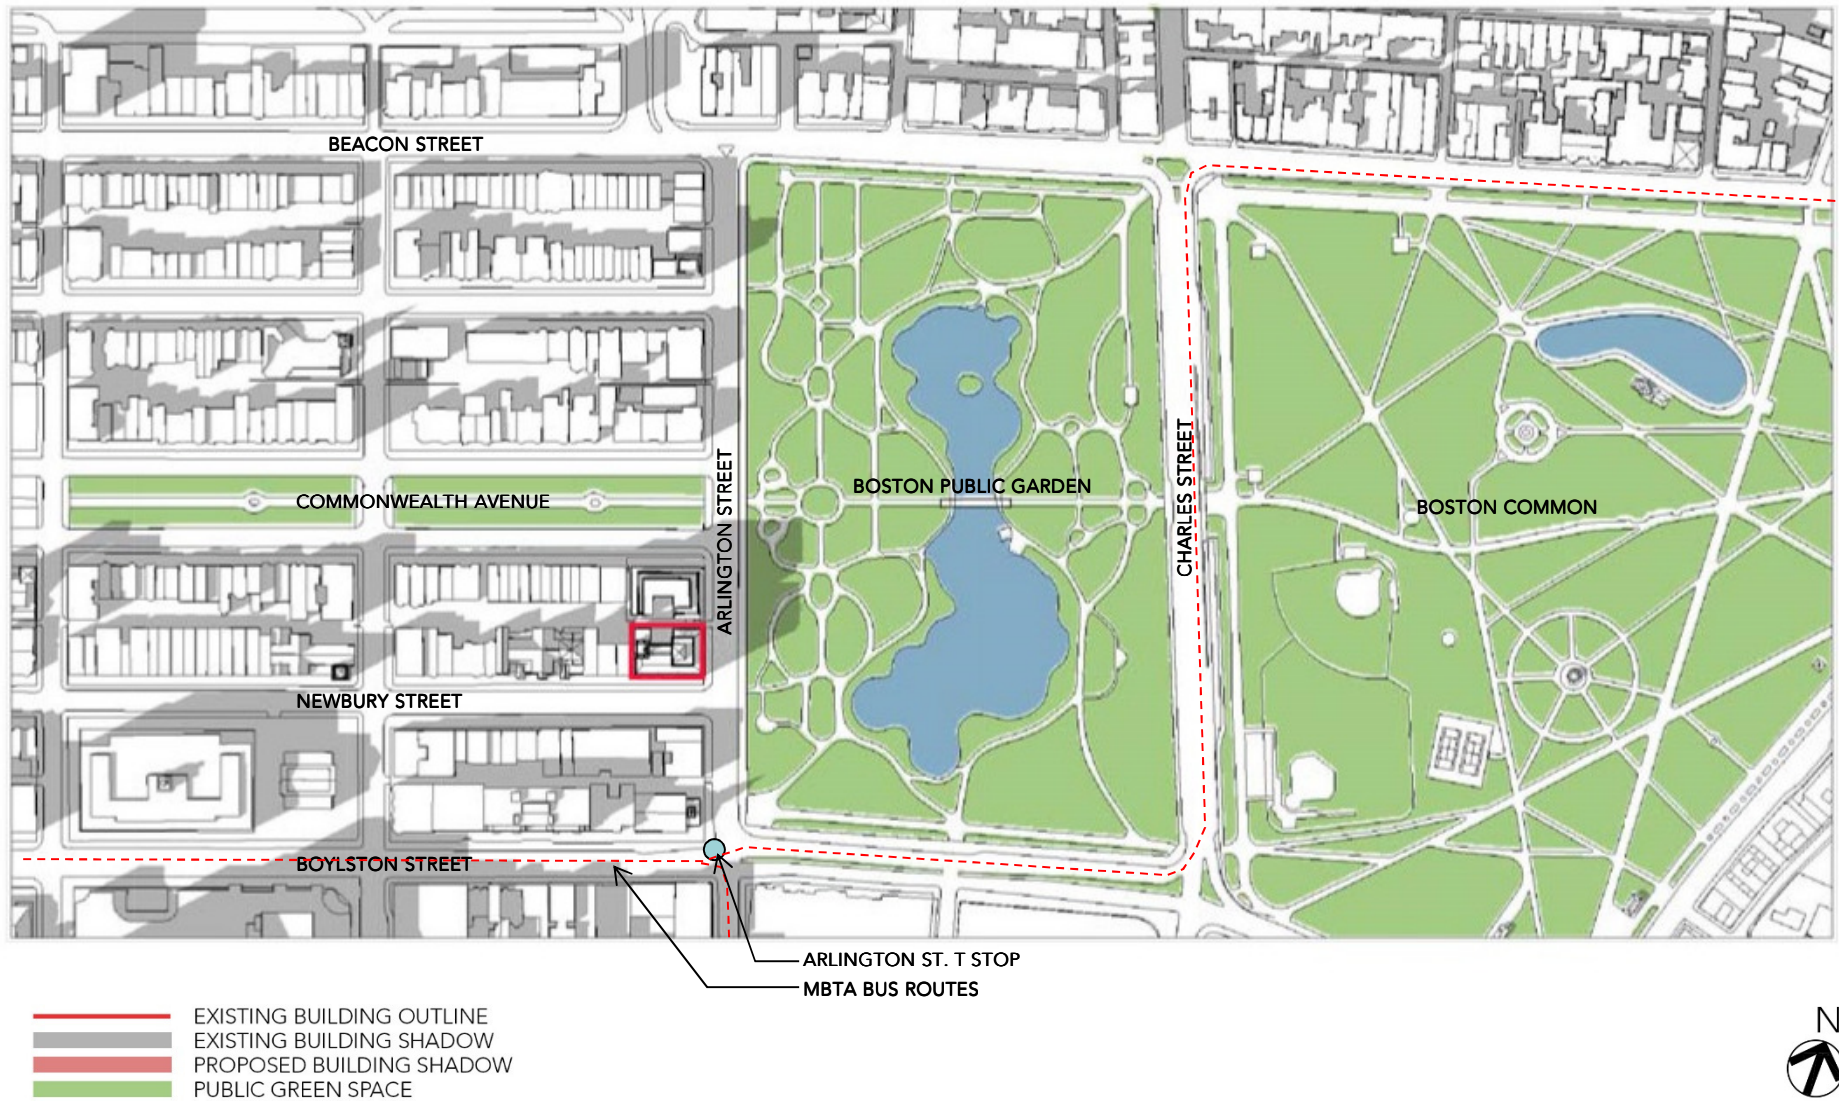 BEACON STREET
COMMONWEALTH AVENUE
ARLINGTON STREET
BOSTON PUBLIC GARDEN
CHARLES STREET
BOSTON COMMON
NEWBURY STREET
BOYLSTON STREET
ARLINGTON ST. T STOP
MBTA BUS ROUTES
EXISTING BUILDING OUTLINE
EXISTING BUILDING SHADOW
PROPOSED BUILDING SHADOW
PUBLIC GREEN SPACE
N